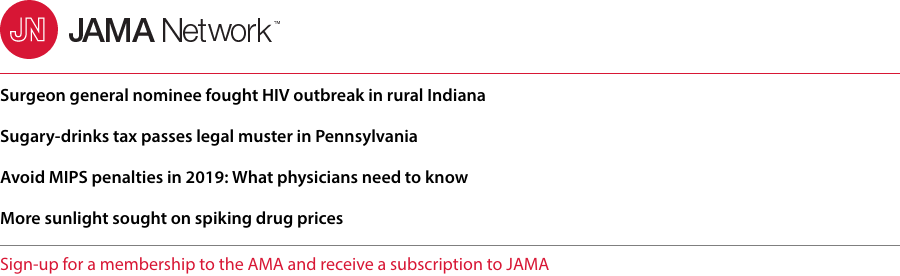 JN JAMA Network™
Surgeon general nominee fought HIV outbreak in rural Indiana
Sugary-drinks tax passes legal muster in Pennsylvania
Avoid MIPS penalties in 2019: What physicians need to know
More sunlight sought on spiking drug prices
Sign-up for a membership to the AMA and receive a subscription to JAMA